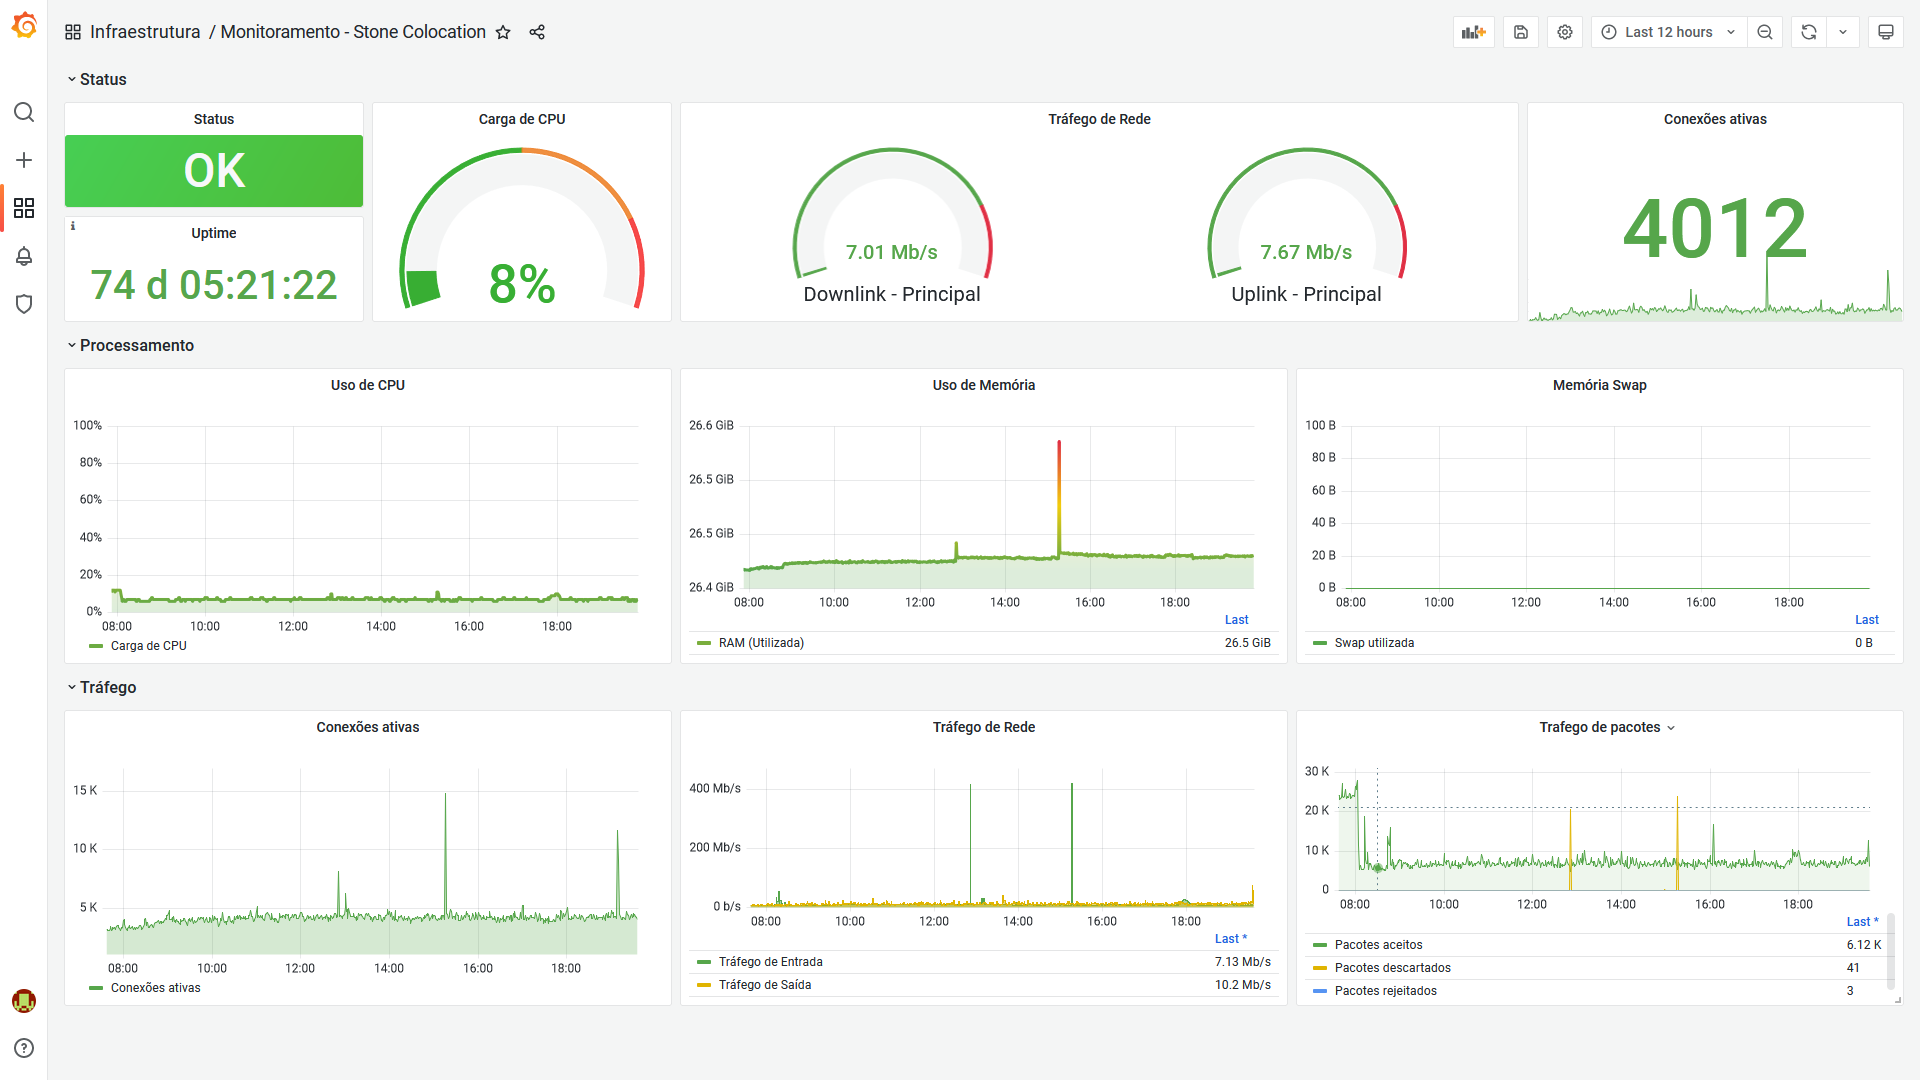 Infraestrutura / Monitoramento - Stone Colocation
Last 12 hours
Status
Status
OK
Uptime
74 d 05:21:22
Carga de CPU
8%
Tráfego de Rede
7.01 Mb/s
Downlink - Principal
7.67 Mb/s
Uplink - Principal
Conexões ativas
4012
Processamento
Uso de CPU
100%
80%
60%
40%
20%
0%
08:00 10:00 12:00 14:00 16:00 18:00
Carga de CPU
Uso de Memória
26.6 GiB
26.5 GiB
26.5 GiB
26.4 GiB
08:00 10:00 12:00 14:00 16:00 18:00
Last
RAM (Utilizada) 26.5 GiB
Memória Swap
100 B
80 B
60 B
40 B
20 B
0 B
08:00 10:00 12:00 14:00 16:00 18:00
Last
Swap utilizada 0 B
Tráfego
Conexões ativas
15 K
10 K
5 K
08:00 10:00 12:00 14:00 16:00 18:00
Conexões ativas
Tráfego de Rede
400 Mb/s
200 Mb/s
0 b/s
08:00 10:00 12:00 14:00 16:00 18:00
Last *
Tráfego de Entrada 7.13 Mb/s
Tráfego de Saída 10.2 Mb/s
Trafego de pacotes
30 K
20 K
10 K
0
08:00 10:00 12:00 14:00 16:00 18:00
Last *
Pacotes aceitos 6.12 K
Pacotes descartados 41
Pacotes rejeitados 3